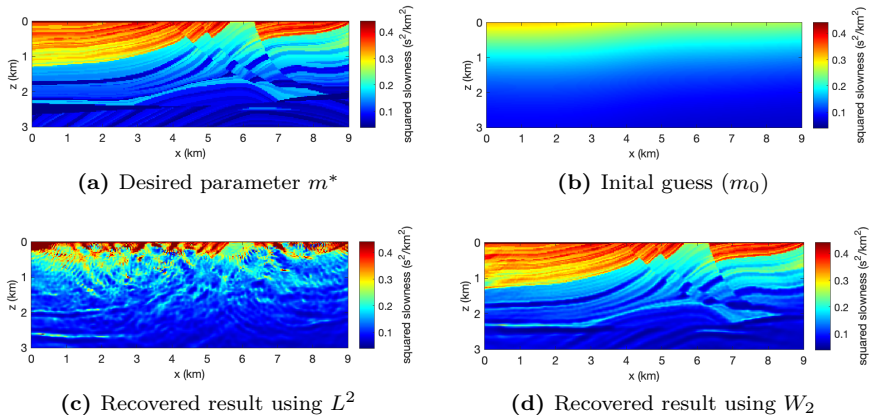 0
1
2
3
z (km)
0 1 2 3 4 5 6 7 8 9
x (km)
0.4
0.3
0.2
0.1
squared slowness (s²/km²)
(a) Desired parameter m*
0
1
2
3
z (km)
0 1 2 3 4 5 6 7 8 9
x (km)
0.4
0.3
0.2
0.1
squared slowness (s²/km²)
(b) Inital guess (m₀)
0
1
2
3
z (km)
0 1 2 3 4 5 6 7 8 9
x (km)
0.4
0.3
0.2
0.1
squared slowness (s²/km²)
(c) Recovered result using L²
0
1
2
3
z (km)
0 1 2 3 4 5 6 7 8 9
x (km)
0.4
0.3
0.2
0.1
squared slowness (s²/km²)
(d) Recovered result using W₂